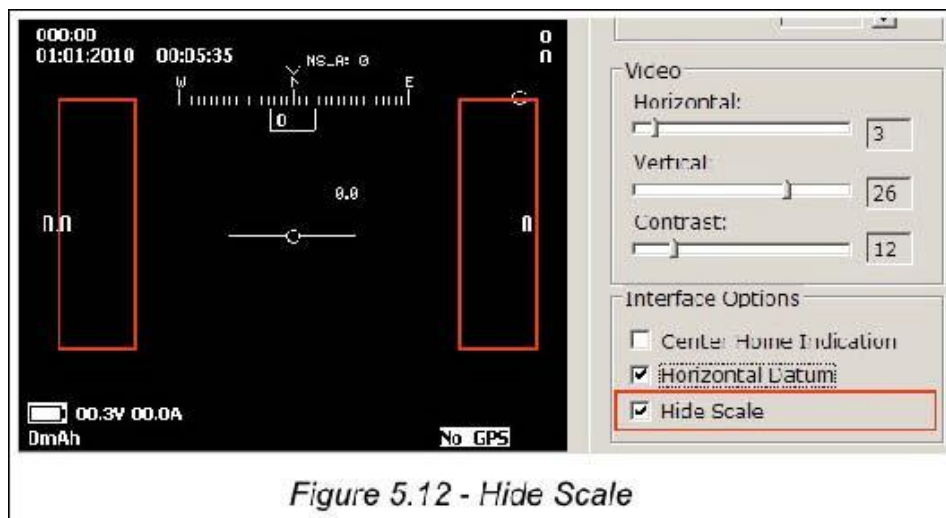 000:00
0
01:01:2010 00:05:35
0
NS_A: 0
W N E
0
0.0
0.0
0
00.3V 00.0A
0mAh
No GPS
Video
Horizontal:
3
Vertical:
26
Contrast:
12
Interface Options
Center Home Indication
Horizontal Datum
Hide Scale
Figure 5.12 - Hide Scale